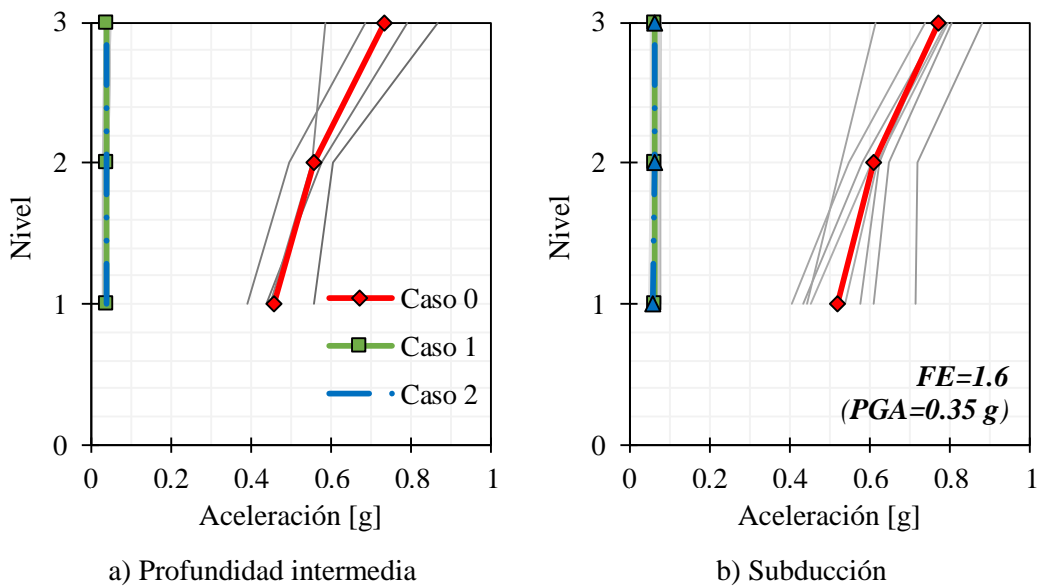 3
2
1
0
Nivel
0
0.2
0.4
0.6
0.8
1
Aceleración [g]
Caso 0
Caso 1
Caso 2
a) Profundidad intermedia
3
2
1
0
Nivel
0
0.2
0.4
0.6
0.8
1
Aceleración [g]
FE=1.6
(PGA=0.35 g)
b) Subducción